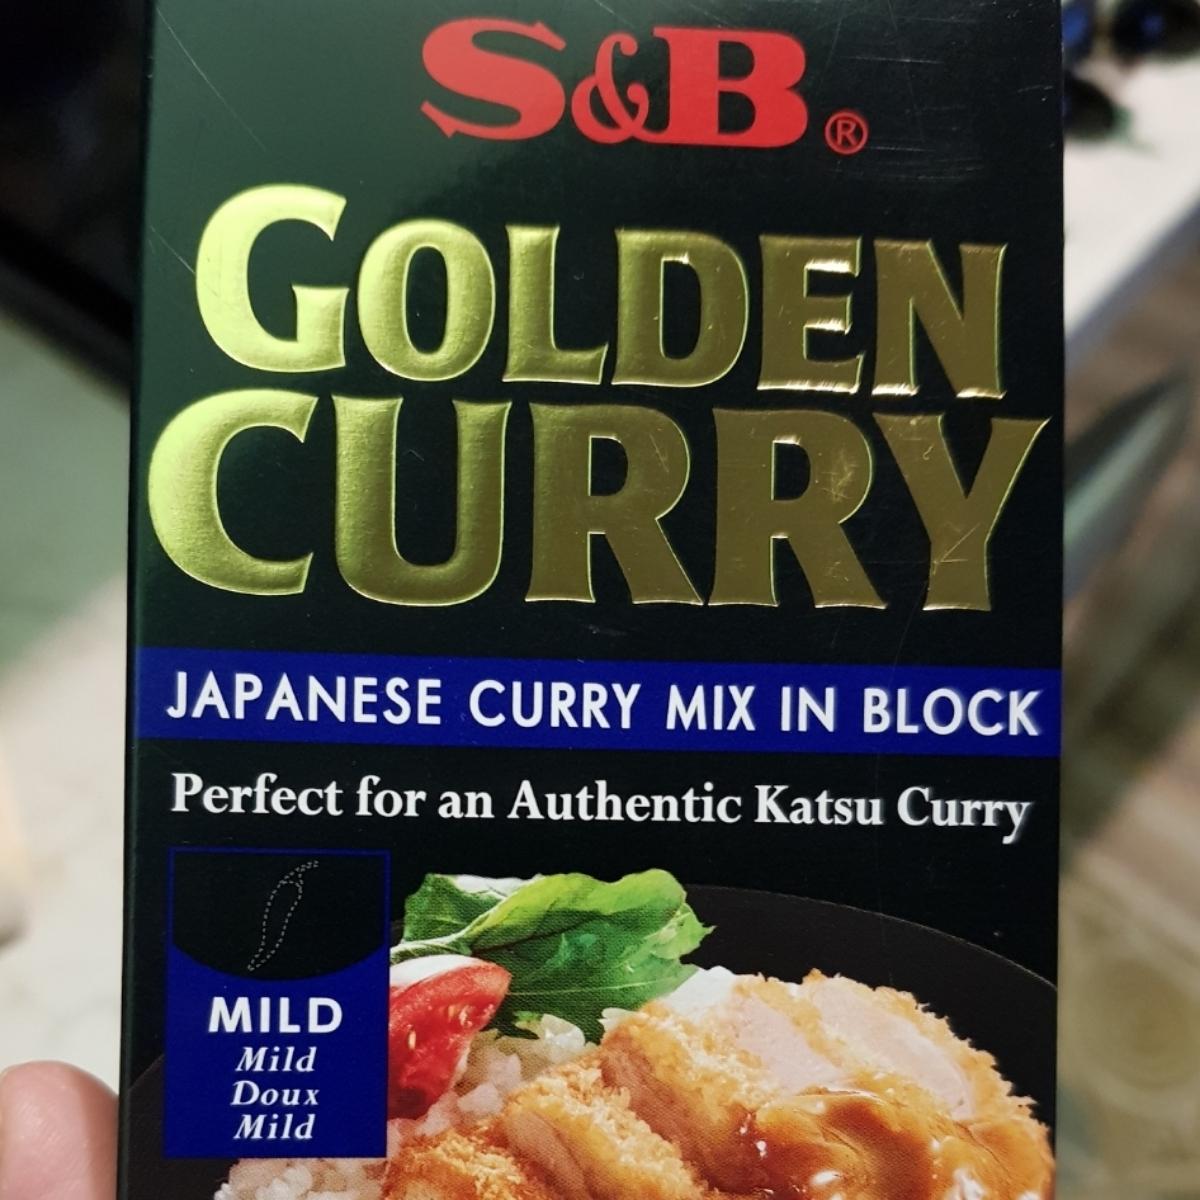 S&B®
GOLDEN
CURRY
JAPANESE CURRY MIX IN BLOCK
Perfect for an Authentic Katsu Curry
MILD
Mild
Doux
Mild